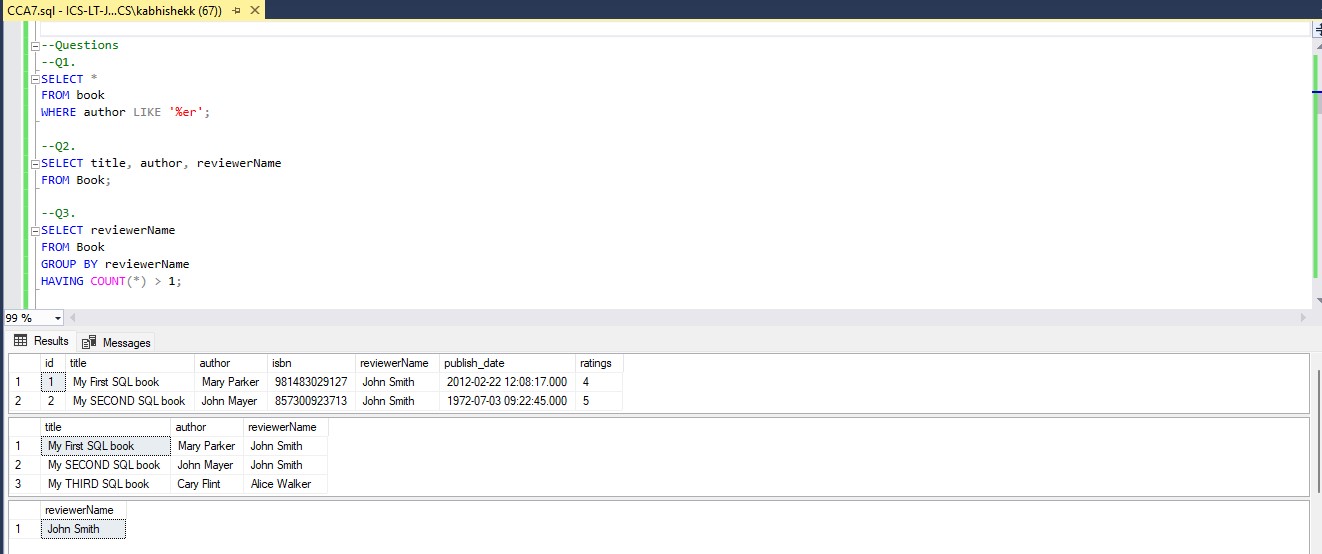 CCA7.sql - ICS-LT-J...CS\kabhishekk (67))
--Questions
--Q1.
SELECT *
FROM book
WHERE author LIKE '%er';
--Q2.
SELECT title, author, reviewerName
FROM Book;
--Q3.
SELECT reviewerName
FROM Book
GROUP BY reviewerName
HAVING COUNT(*) > 1;
99 %
Results Messages
id title author isbn reviewerName publish_date ratings
1 1 My First SQL book Mary Parker 981483029127 John Smith 2012-02-22 12:08:17.000 4
2 2 My SECOND SQL book John Mayer 857300923713 John Smith 1972-07-03 09:22:45.000 5
title author reviewerName
1 My First SQL book Mary Parker John Smith
2 My SECOND SQL book John Mayer John Smith
3 My THIRD SQL book Cary Flint Alice Walker
reviewerName
1 John Smith